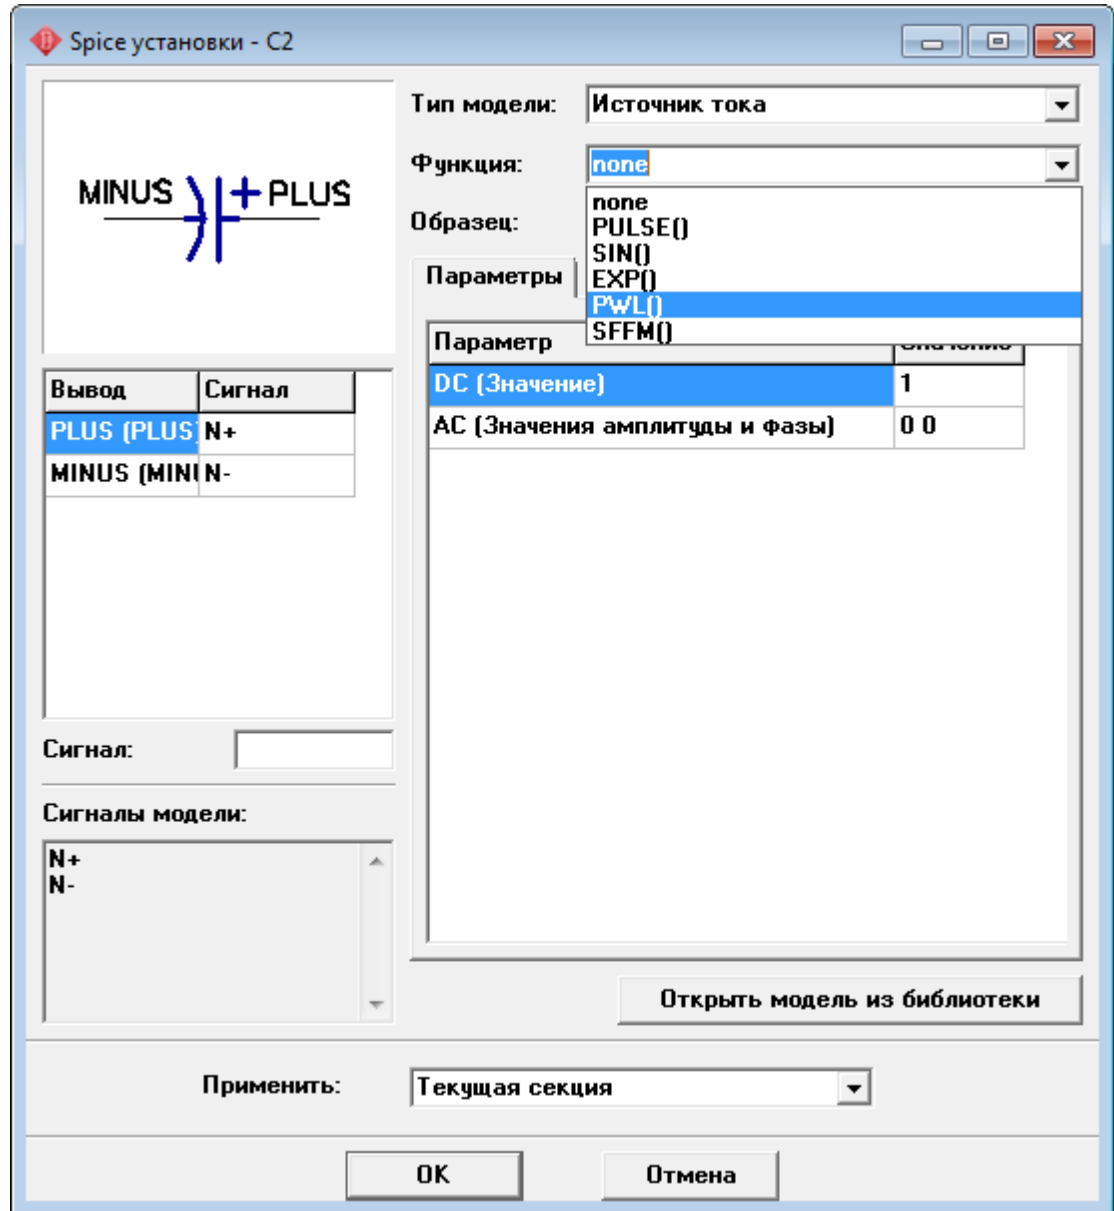 Spice установки - C2
MINUS
PLUS
Тип модели:
Источник тока
Функция:
none
none
PULSE()
SIN()
EXP()
PWL()
SFFM()
Образец:
Параметры
Параметр
DC (Значение)
1
AC (Значения амплитуды и фазы)
0 0
Вывод
Сигнал
PLUS (PLUS)
N+
MINUS (MINU
N-
Сигнал:
Сигналы модели:
N+
N-
Открыть модель из библиотеки
Применить:
Текущая секция
OK
Отмена